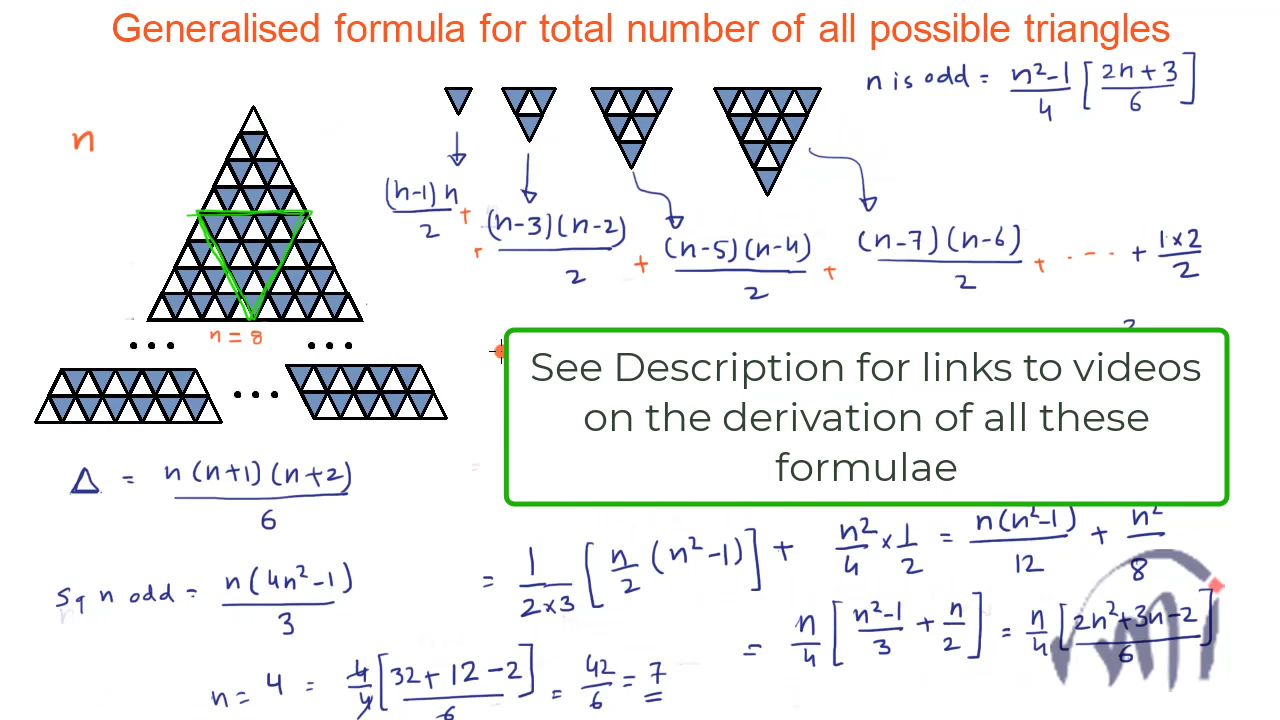 Generalised formula for total number of all possible triangles
n is odd = n²-1/4 [2n+3/6]
n
(n-1)n/2 + (n-3)(n-2)/2 + (n-5)(n-4)/2 + (n-7)(n-6)/2 + ... + 1×2/2
n = 8
...
...
...
See Description for links to videos
on the derivation of all these
formulae
Δ = n(n+1)(n+2)/6
= 1/2×3 [n/2 (n²-1)] + n²/4 × 1/2 = n(n²-1)/12 + n²/8
Sq n odd = n(4n²-1)/3
= n/4 [n²-1/3 + n/2] = n/4 [2n²+3n-2/6]
n = 4 = 4/4 [32+12-2/6] = 42/6 = 7